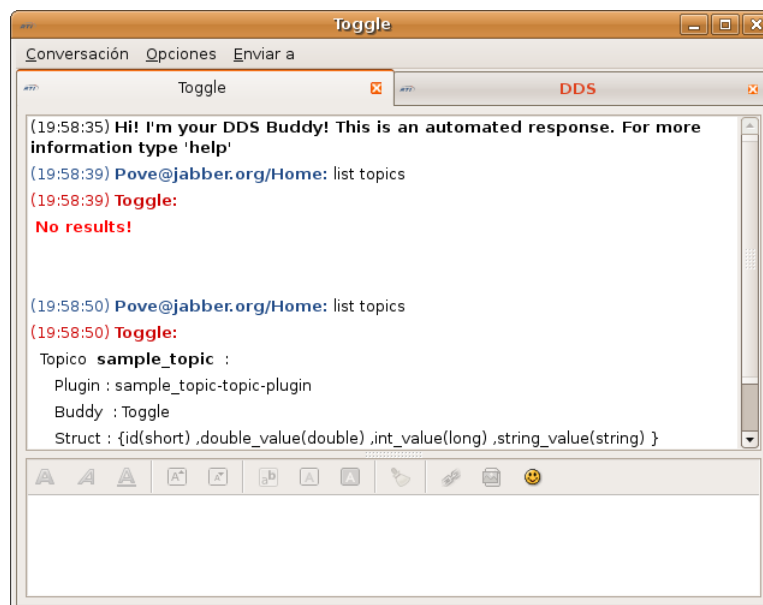 Toggle
Conversación Opciones Enviar a
Toggle
DDS
(19:58:35) Hi! I'm your DDS Buddy! This is an automated response. For more
information type 'help'
(19:58:39) Pove@jabber.org/Home: list topics
(19:58:39) Toggle:
No results!
(19:58:50) Pove@jabber.org/Home: list topics
(19:58:50) Toggle:
Topico sample_topic :
Plugin : sample_topic-topic-plugin
Buddy : Toggle
Struct : {id(short) ,double_value(double) ,int_value(long) ,string_value(string) }